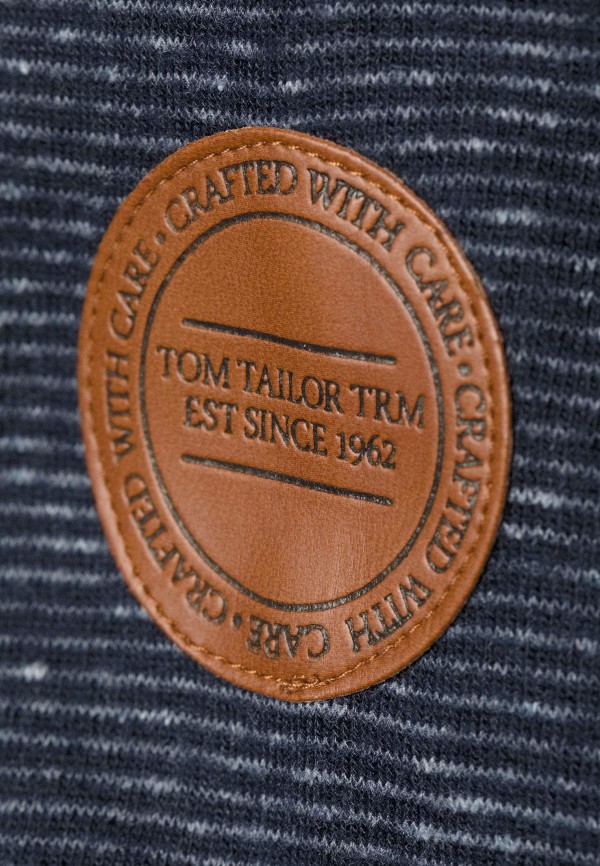 CRAFTED WITH CARE • CRAFTED WITH CARE • CRAFTED WITH CARE •
TOM TAILOR TRM
EST SINCE 1962